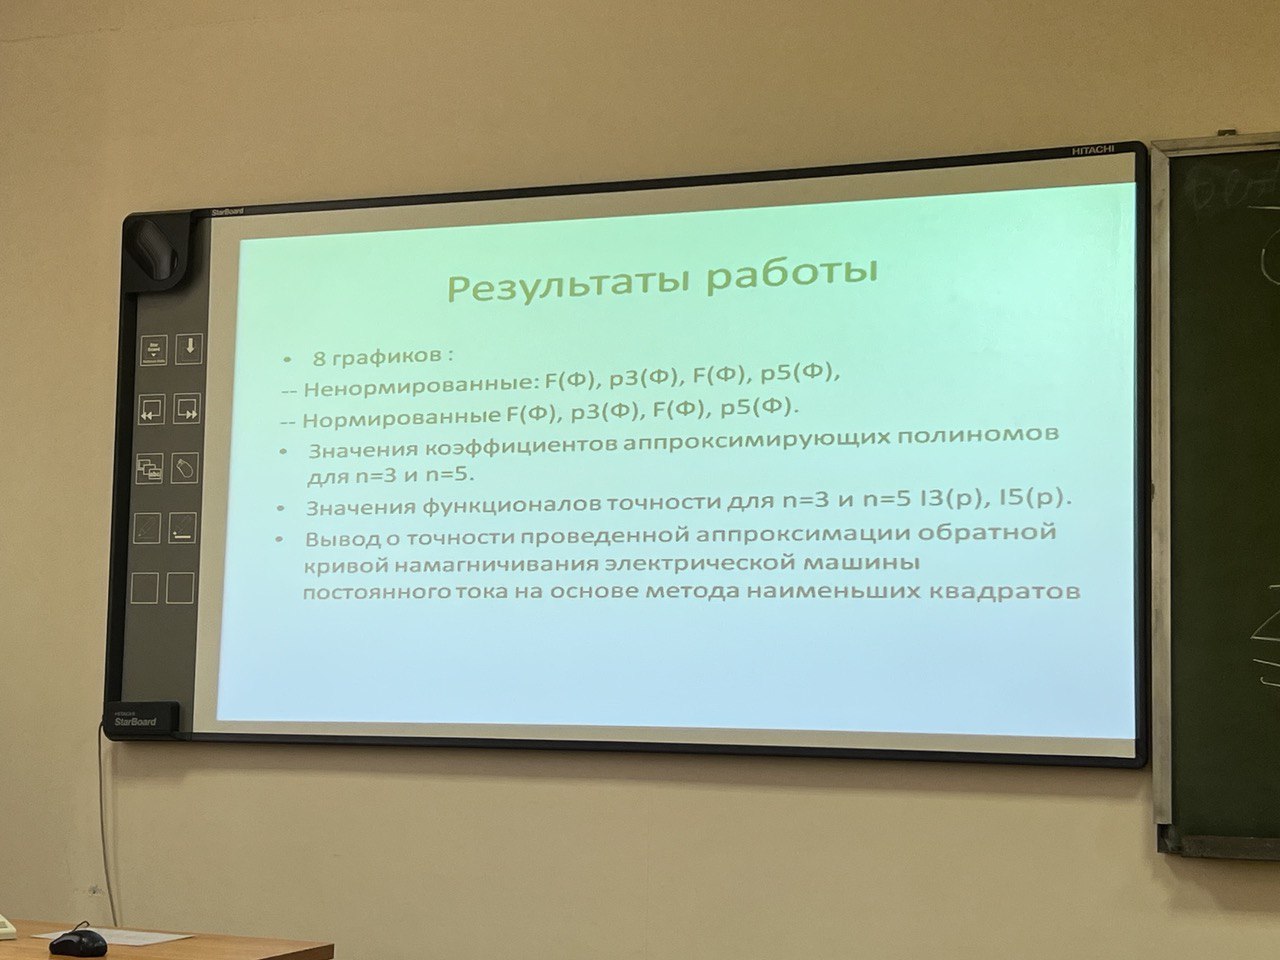 HITACHI
StarBoard
Результаты работы
• 8 графиков :
-- Ненормированные: F(Ф), p3(Ф), F(Ф), p5(Ф),
-- Нормированные F(Ф), p3(Ф), F(Ф), p5(Ф).
• Значения коэффициентов аппроксимирующих полиномов
для n=3 и n=5.
• Значения функционалов точности для n=3 и n=5 I3(p), I5(p).
• Вывод о точности проведенной аппроксимации обратной
кривой намагничивания электрической машины
постоянного тока на основе метода наименьших квадратов
HITACHI
StarBoard